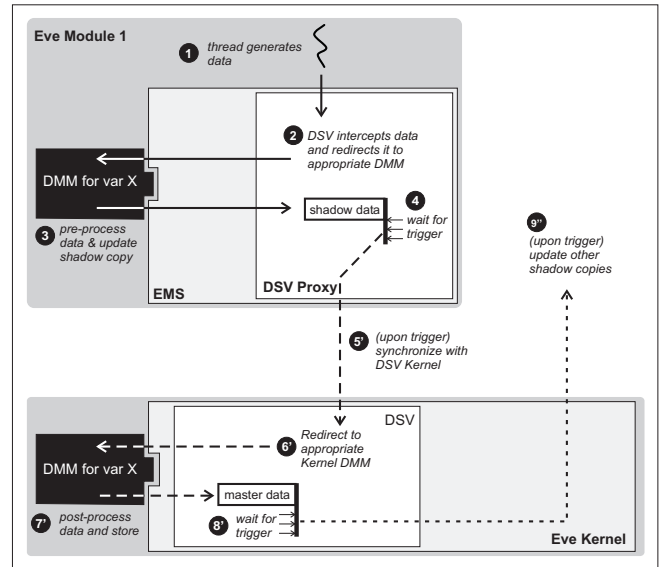 Eve Module 1
1 thread generates
data
2 DSV intercepts data
and redirects it to
appropriate DMM
DMM for var X
shadow data
4
wait for
trigger
3 pre-process
data & update
shadow copy
DSV Proxy
EMS
9''
(upon trigger)
update other
shadow copies
5' (upon trigger)
synchronize with
DSV Kernel
DSV
6' Redirect to
appropriate
Kernel DMM
DMM for var X
master data
7' post-process
data and store
8' wait for
trigger
Eve Kernel